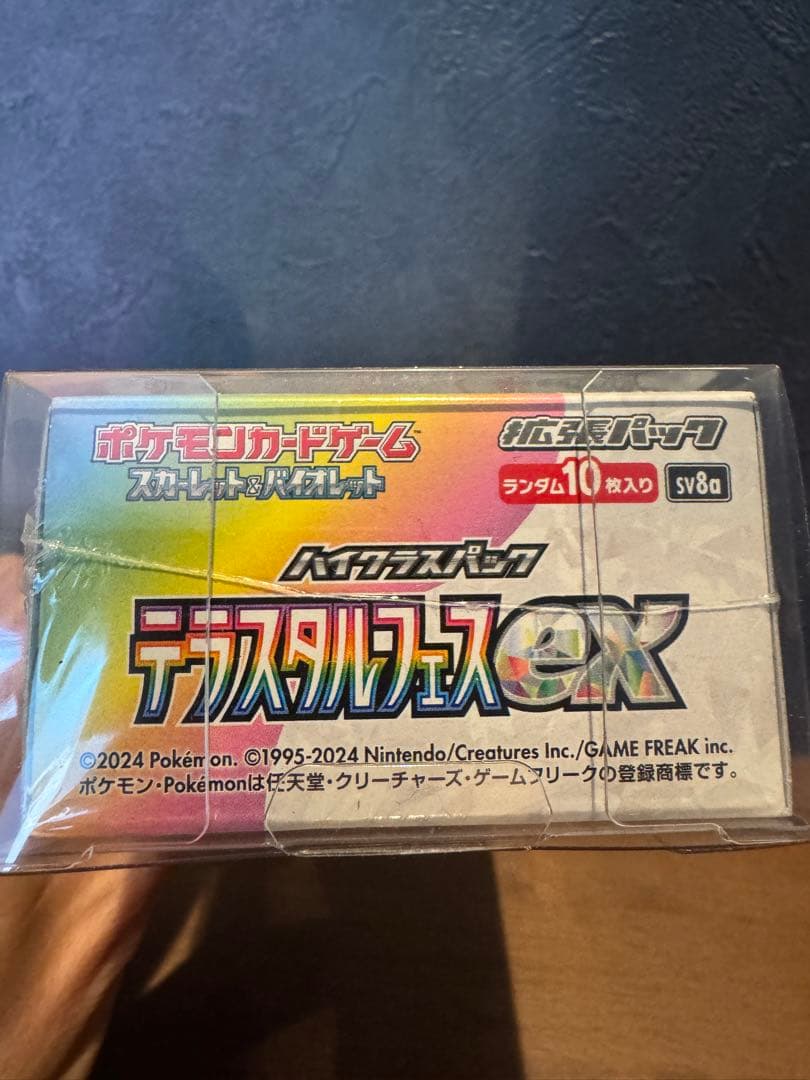 ポケモンカードゲーム™
スカーレット&バイオレット
拡張パック
ランダム10枚入り
SV8a
ハイクラスパック
テラスタルフェスex
©2024 Pokémon. ©1995-2024 Nintendo/Creatures Inc./GAME FREAK inc.
ポケモン・Pokémonは任天堂・クリーチャーズ・ゲームフリークの登録商標です。